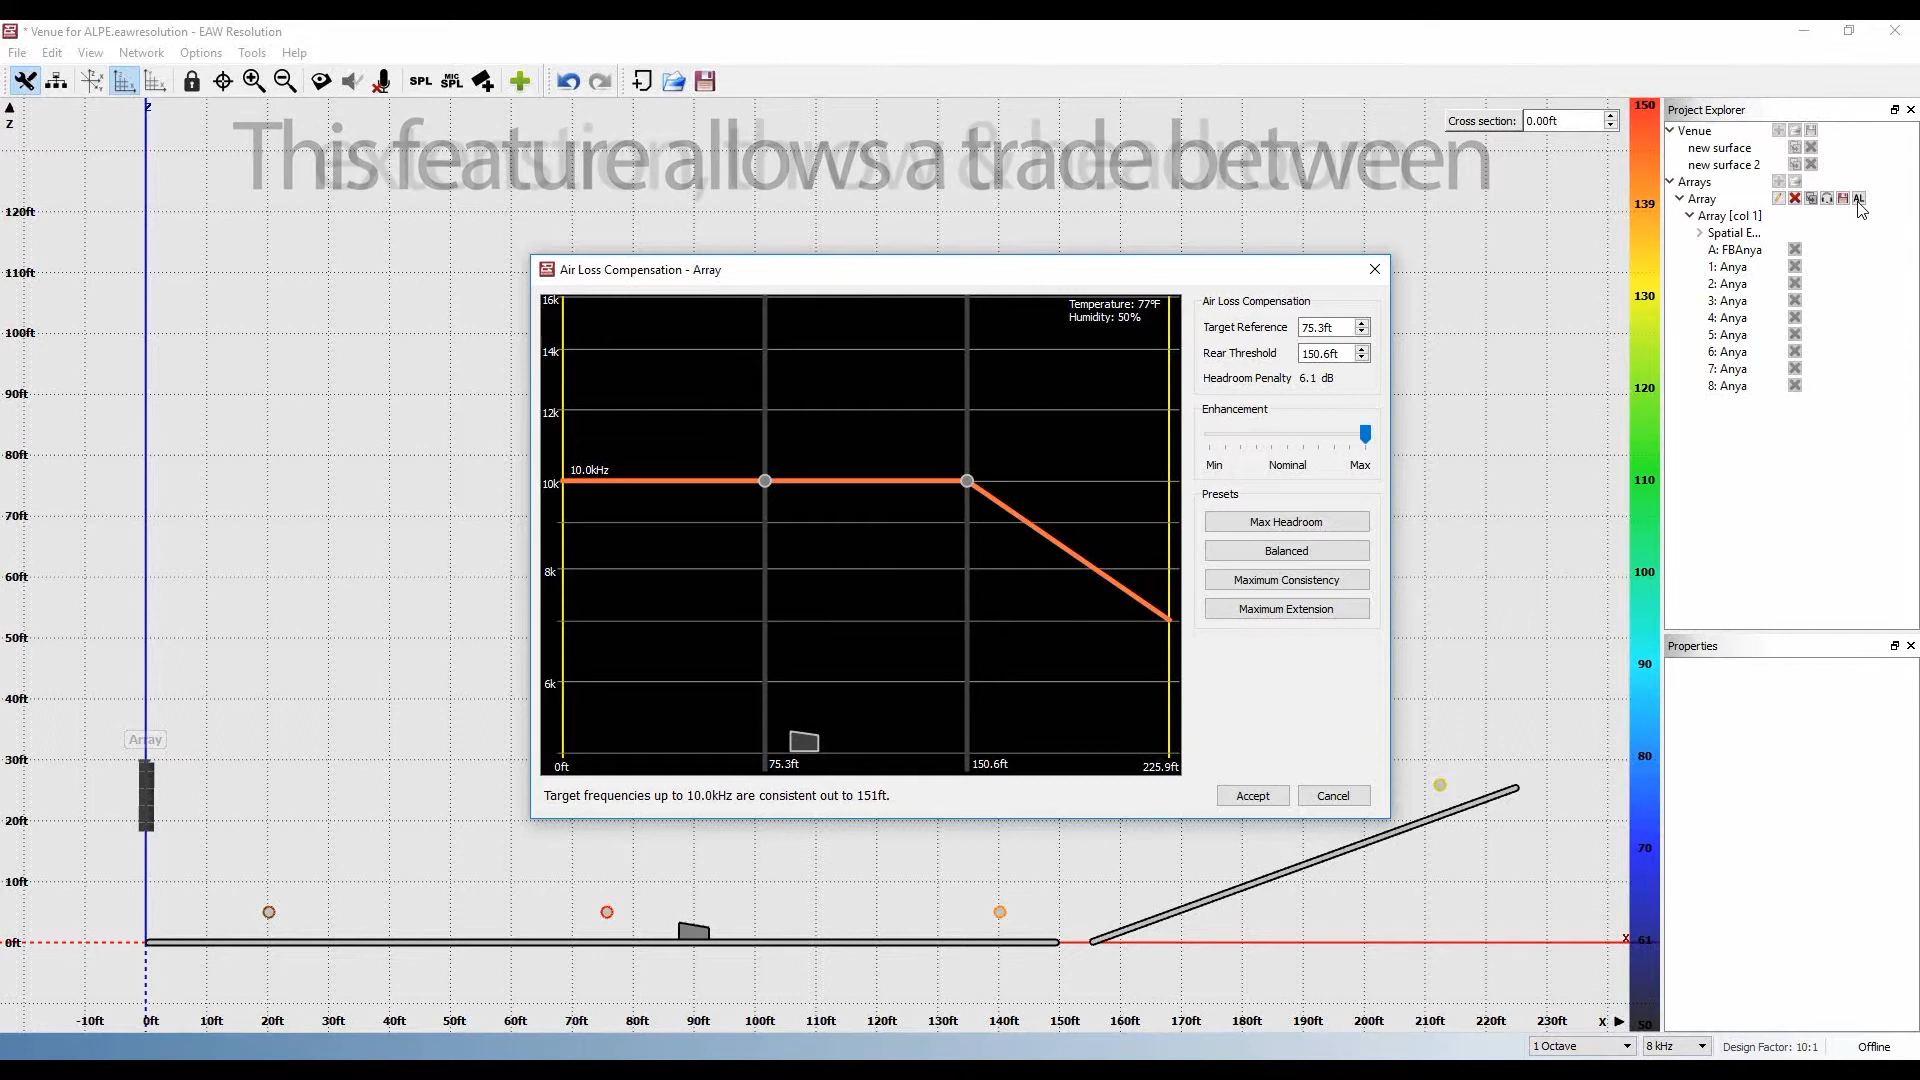 * Venue for ALPE.eawresolution - EAW Resolution
File Edit View Network Options Tools Help
SPL MIC SPL
This feature allows a trade between
Cross section: 0.00ft
Z
Z
120ft
110ft
100ft
90ft
80ft
70ft
60ft
50ft
40ft
30ft
20ft
10ft
0ft
Array
-10ft 0ft 10ft 20ft 30ft 40ft 50ft 60ft 70ft 80ft 90ft 100ft 110ft 120ft 130ft 140ft 150ft 160ft 170ft 180ft 190ft 200ft 210ft 220ft 230ft X
X
150
139
130
120
110
100
90
80
70
61
50
Air Loss Compensation - Array
16k
14k
12k
10k
8k
6k
Temperature: 77°F
Humidity: 50%
10.0kHz
0ft 75.3ft 150.6ft 225.9ft
Target frequencies up to 10.0kHz are consistent out to 151ft.
Air Loss Compensation
Target Reference 75.3ft
Rear Threshold 150.6ft
Headroom Penalty 6.1 dB
Enhancement
Min Nominal Max
Presets
Max Headroom
Balanced
Maximum Consistency
Maximum Extension
Accept Cancel
Project Explorer
Venue
new surface
new surface 2
Arrays
Array AL
Array [col 1]
Spatial E...
A: FBAnya
1: Anya
2: Anya
3: Anya
4: Anya
5: Anya
6: Anya
7: Anya
8: Anya
Properties
1 Octave 8 kHz Design Factor: 10:1 Offline